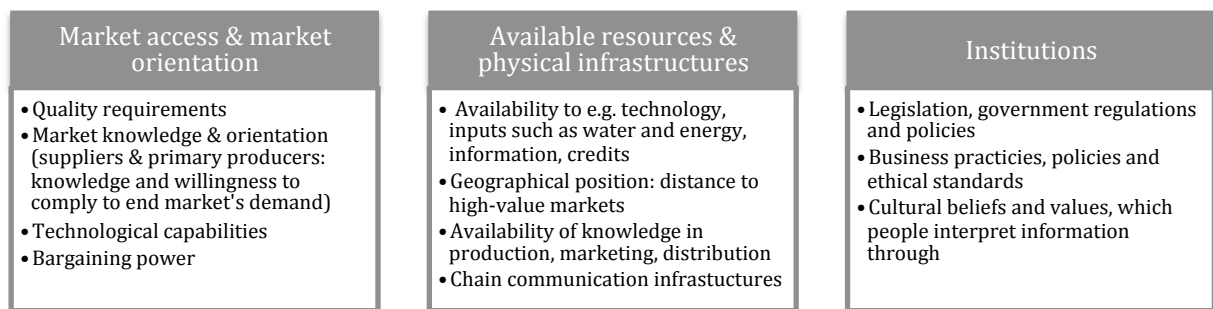 Market access & market
orientation
• Quality requirements
• Market knowledge & orientation
(suppliers & primary producers:
knowledge and willingness to
comply to end market's demand)
• Technological capabilities
• Bargaining power
Available resources &
physical infrastructures
• Availability to e.g. technology,
inputs such as water and energy,
information, credits
• Geographical position: distance to
high-value markets
• Availability of knowledge in
production, marketing, distribution
• Chain communication infrastuctures
Institutions
• Legislation, government regulations
and policies
• Business practicies, policies and
ethical standards
• Cultural beliefs and values, which
people interpret information
through